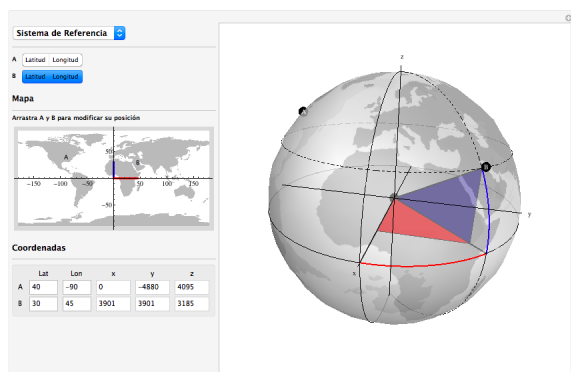 Sistema de Referencia
A Latitud Longitud
B Latitud Longitud
Mapa
Arrastra A y B para modificar su posición
A
B
50
-150 -100 -50 50 100 150
-50
Coordenadas
Lat Lon x y z
A 40 -90 0 -4880 4095
B 30 45 3901 3901 3185
z
B
y
x